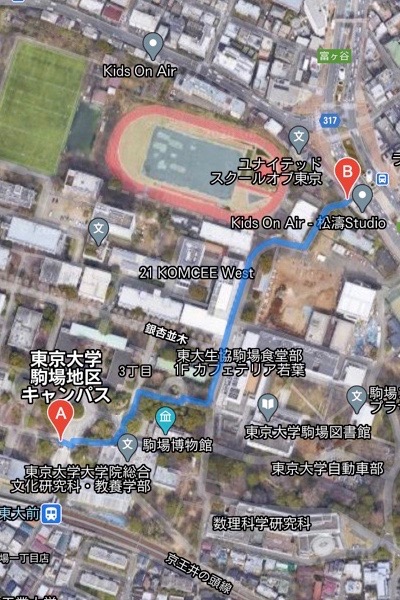 Kids On Air
富ヶ谷
317
ユナイテッド
スクールオブ東京
B
Kids On Air - 松濤Studio
文
文
21 KOMCEE West
銀杏並木
東大生協駒場食堂部
1F カフェテリア若葉
3丁目
東京大学
駒場地区
キャンパス
A
駒場博物館
文
東京大学駒場図書館
文
東京大学大学院総合
文化研究科・教養学部
東京大学自動車部
東大前
数理科学研究科
京王井の頭線